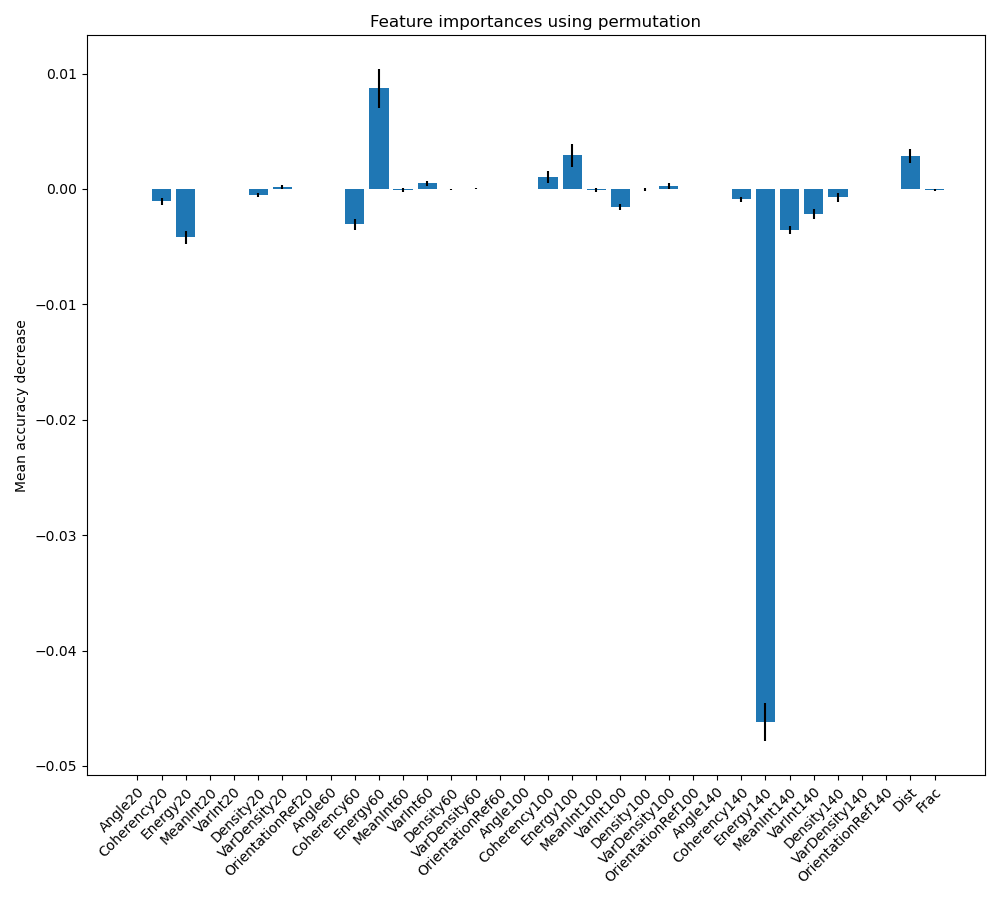 Feature importances using permutation
Mean accuracy decrease
0.01
0.00
−0.01
−0.02
−0.03
−0.04
−0.05
Angle20
Coherency20
Energy20
MeanInt20
VarInt20
Density20
VarDensity20
OrientationRef20
Angle60
Coherency60
Energy60
MeanInt60
VarInt60
Density60
VarDensity60
OrientationRef60
Angle100
Coherency100
Energy100
MeanInt100
VarInt100
Density100
VarDensity100
OrientationRef100
Angle140
Coherency140
Energy140
MeanInt140
VarInt140
Density140
VarDensity140
OrientationRef140
Dist
Frac